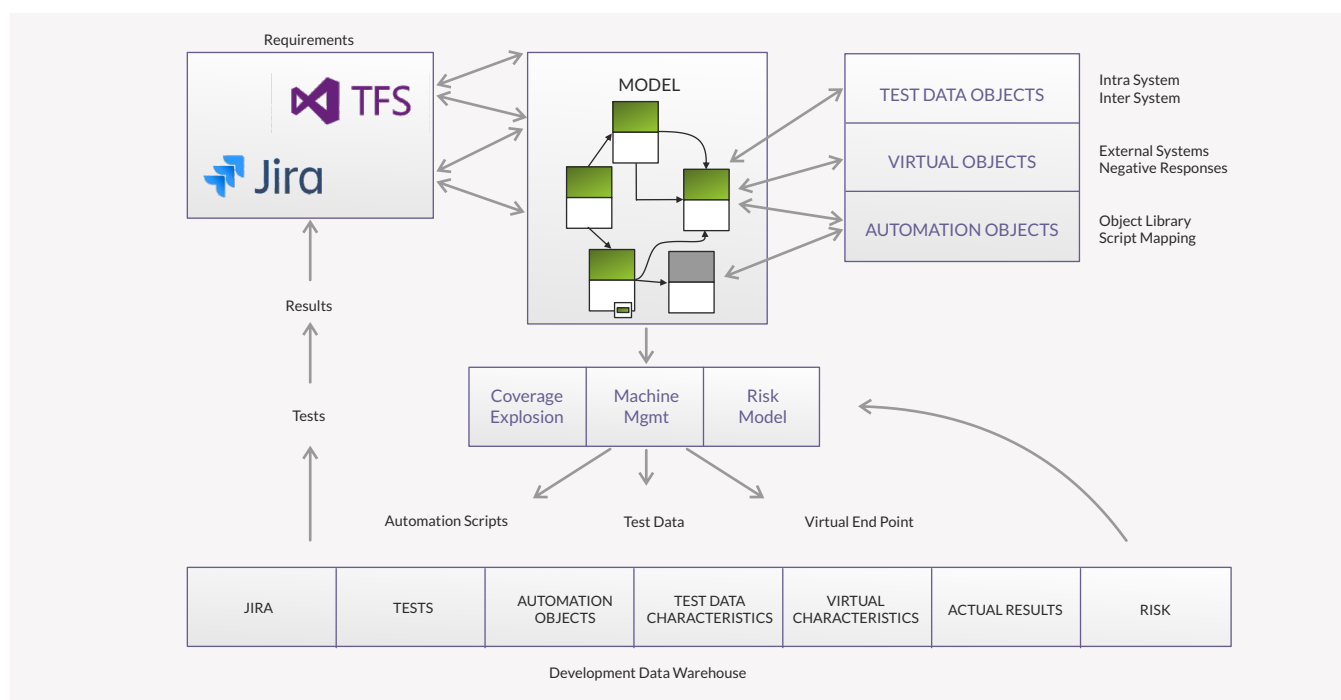 Requirements
TFS
Jira
MODEL
TEST DATA OBJECTS
Intra System
Inter System
VIRTUAL OBJECTS
External Systems
Negative Responses
AUTOMATION OBJECTS
Object Library
Script Mapping
Results
Tests
Coverage
Explosion
Machine
Mgmt
Risk
Model
Automation Scripts
Test Data
Virtual End Point
JIRA
TESTS
AUTOMATION
OBJECTS
TEST DATA
CHARACTERISTICS
VIRTUAL
CHARACTERISTICS
ACTUAL RESULTS
RISK
Development Data Warehouse